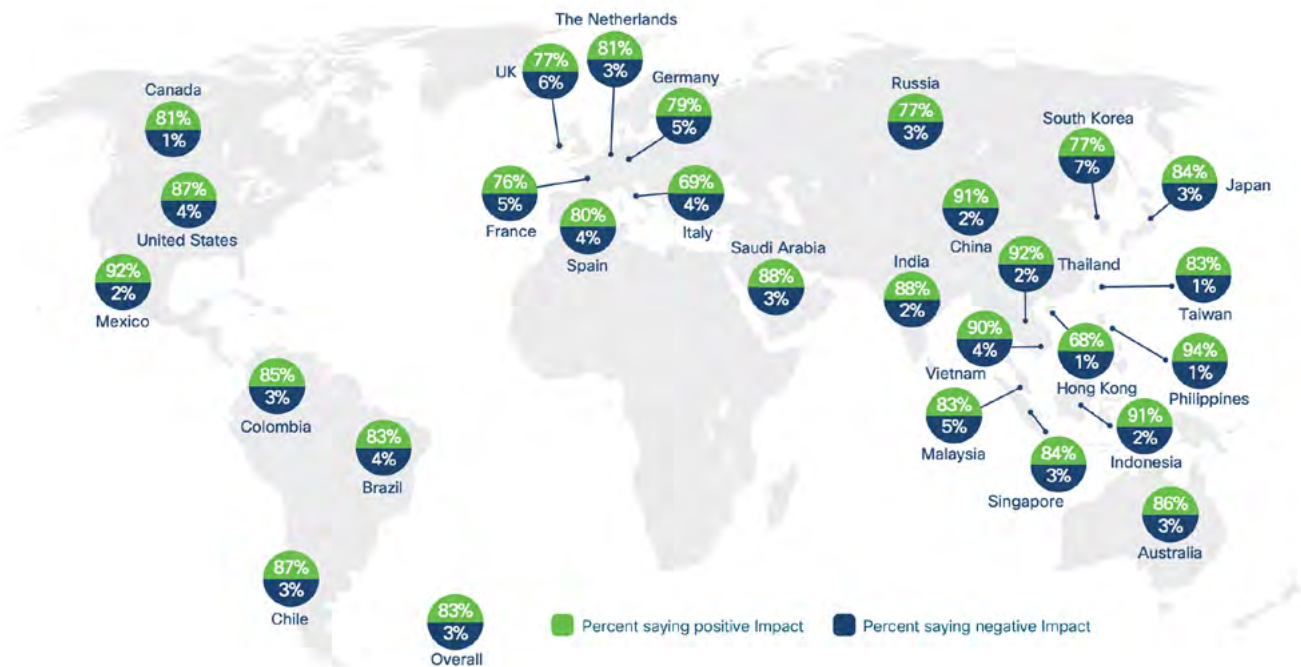 The Netherlands
81%
3%
UK
77%
6%
Germany
79%
5%
Canada
81%
1%
Russia
77%
3%
South Korea
77%
7%
84%
3%
Japan
87%
4%
United States
76%
5%
France
80%
4%
Spain
69%
4%
Italy
91%
2%
China
92%
2%
Thailand
Saudi Arabia
88%
3%
India
88%
2%
83%
1%
Taiwan
92%
2%
Mexico
90%
4%
Vietnam
68%
1%
Hong Kong
94%
1%
Philippines
85%
3%
Colombia
83%
5%
Malaysia
91%
2%
Indonesia
83%
4%
Brazil
84%
3%
Singapore
86%
3%
Australia
87%
3%
Chile
83%
3%
Overall
Percent saying positive Impact
Percent saying negative Impact